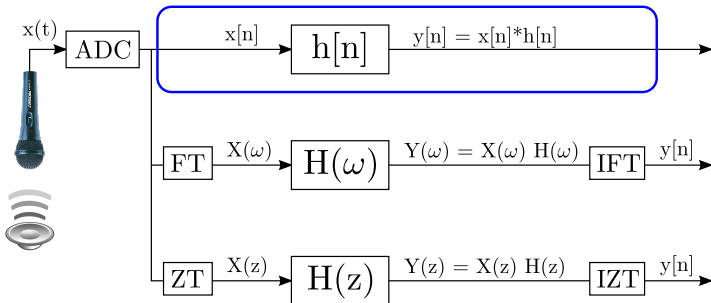 x(t)
ADC
x[n]
h[n]
y[n] = x[n]*h[n]
FT
X(ω)
H(ω)
Y(ω) = X(ω) H(ω)
IFT
y[n]
ZT
X(z)
H(z)
Y(z) = X(z) H(z)
IZT
y[n]